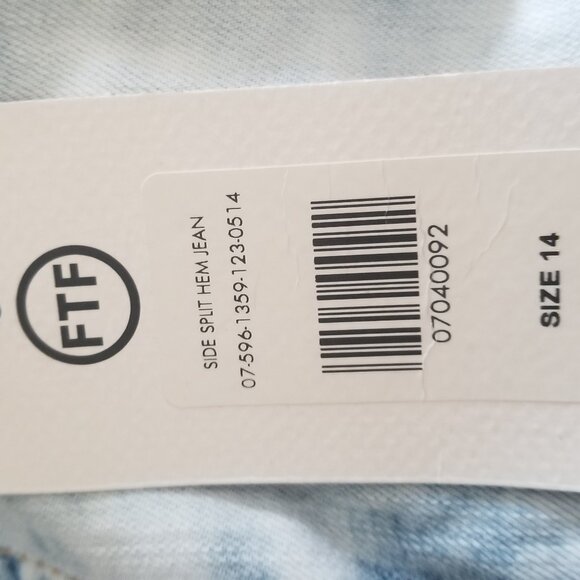 FTF
SIDE SPLIT HEM JEAN
07-596-1359-123-0514
07040092
SIZE 14